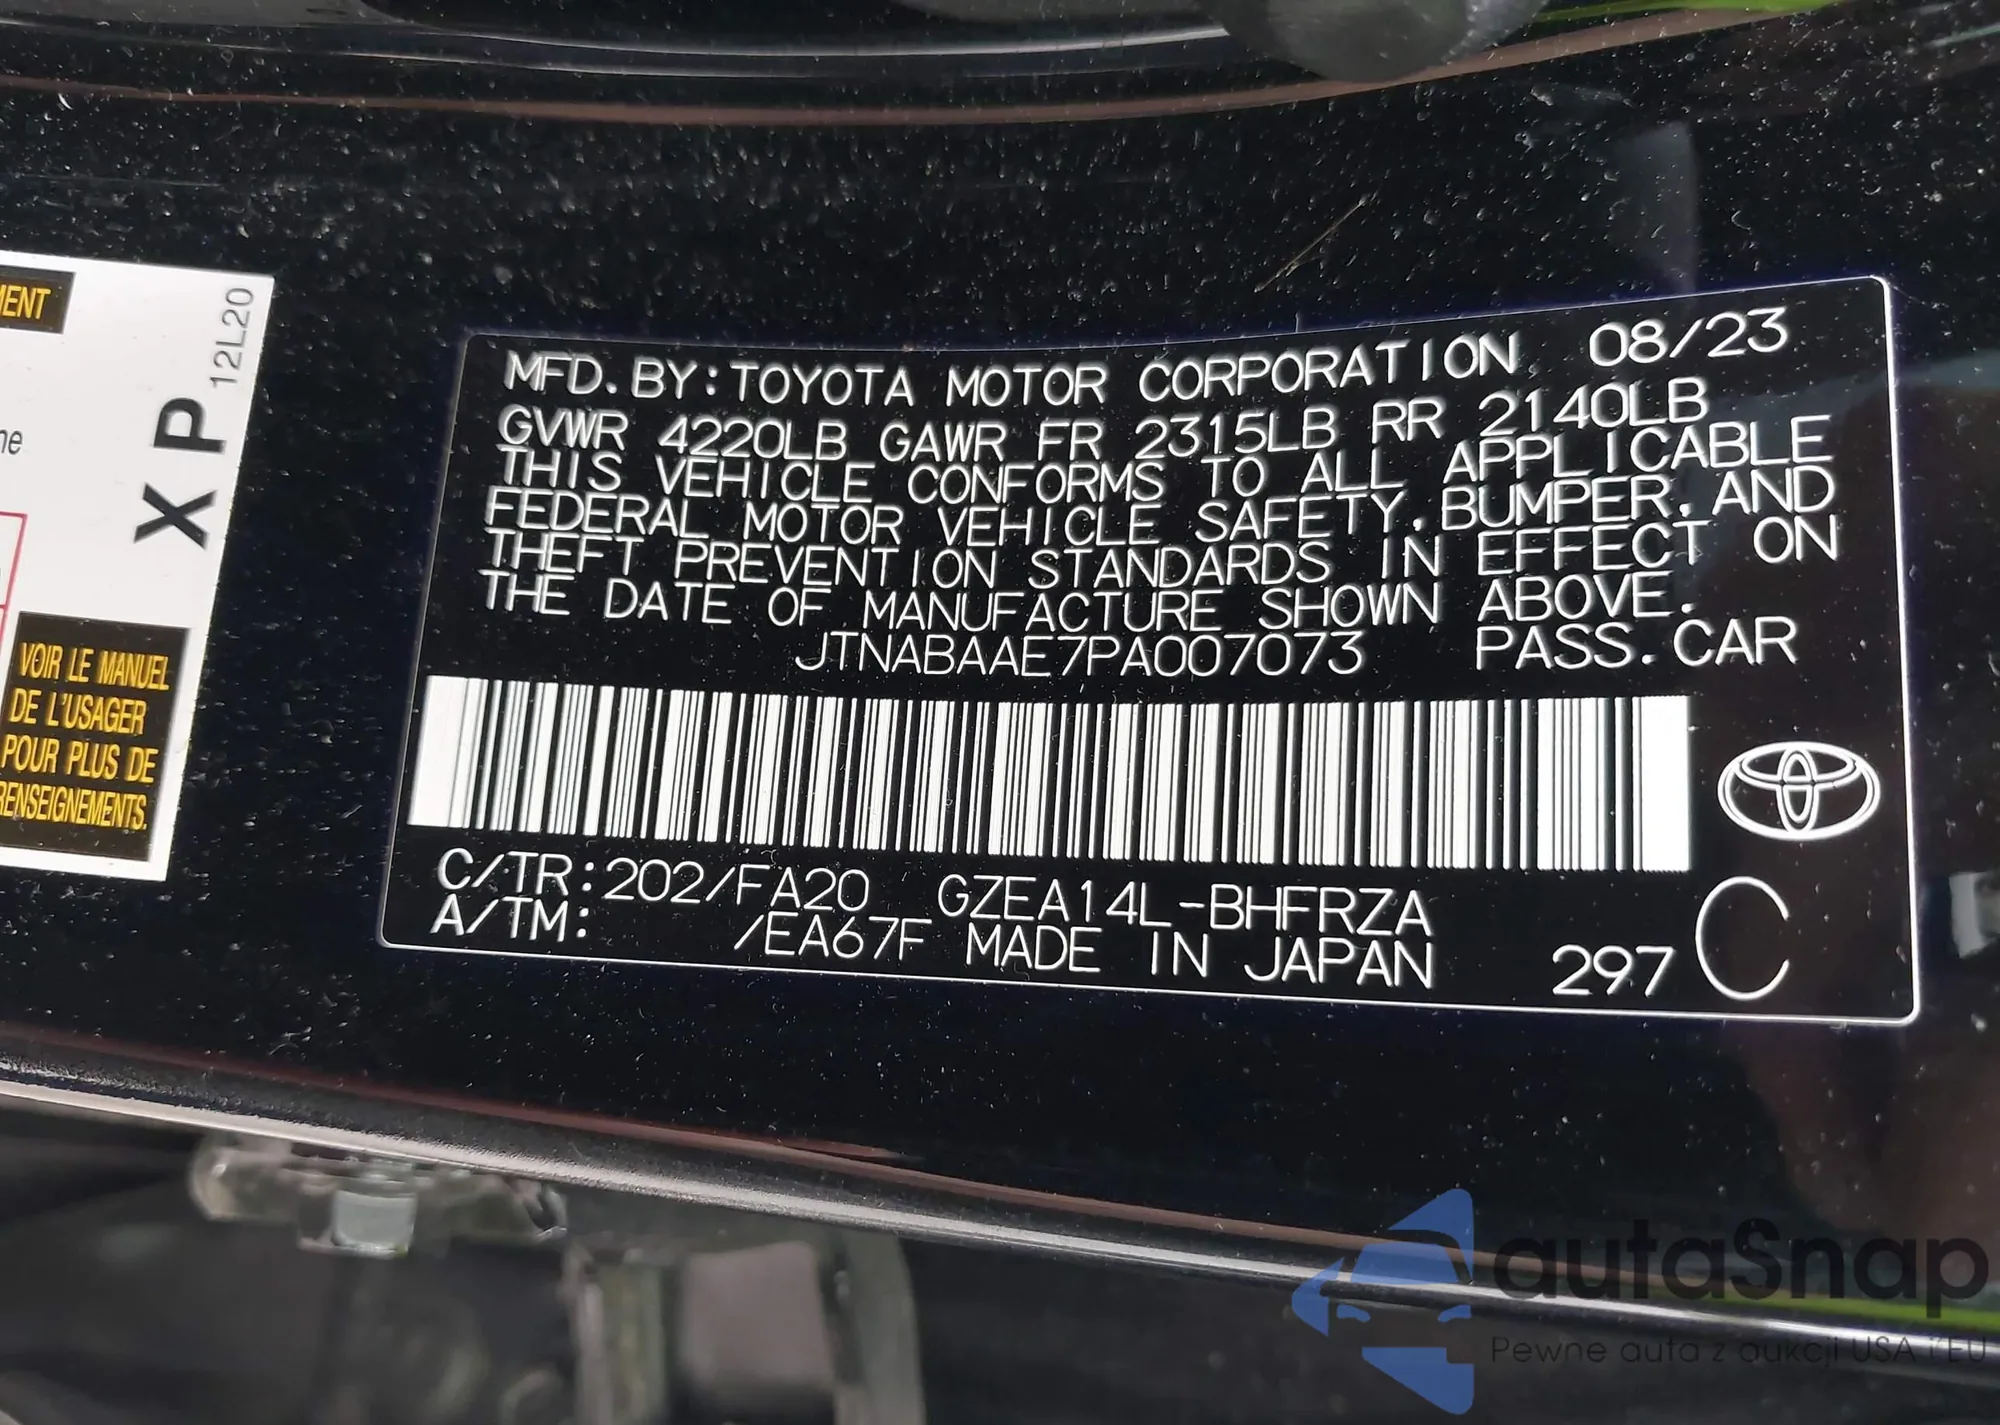 MENT
12L20
X P
ne
VOIR LE MANUEL
DE L'USAGER
POUR PLUS DE
RENSEIGNEMENTS.
MFD. BY: TOYOTA MOTOR CORPORATION 08/23
GVWR 4220LB GAWR FR 2315LB RR 2140LB
THIS VEHICLE CONFORMS TO ALL APPLICABLE
FEDERAL MOTOR VEHICLE SAFETY, BUMPER, AND
THEFT PREVENTION STANDARDS IN EFFECT ON
THE DATE OF MANUFACTURE SHOWN ABOVE.
JTNABAAE7PA007073 PASS. CAR
C/TR: 202/FA20 GZEA14L-BHFRZA
A/TM: /EA67F MADE IN JAPAN 297 C
autaSnap
Pewne auta z aukcji USA i EU